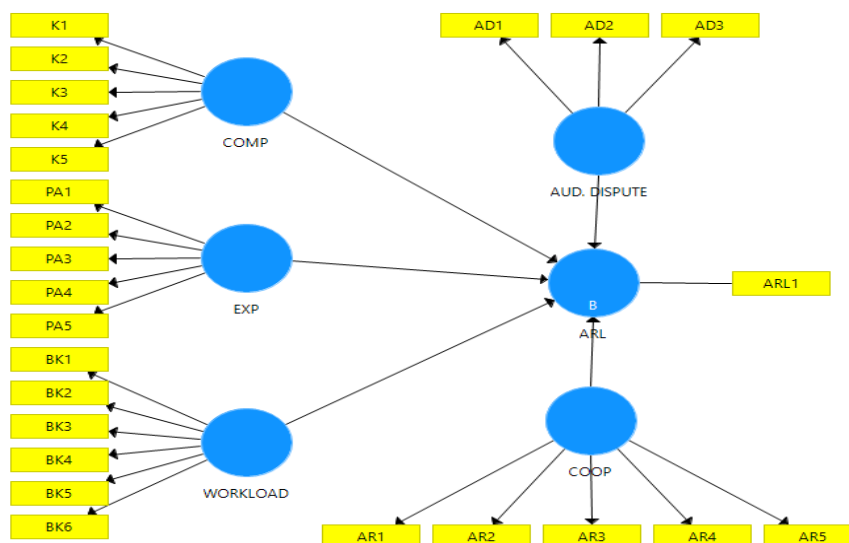 K1
K2
K3
K4
K5
COMP
PA1
PA2
PA3
PA4
PA5
EXP
BK1
BK2
BK3
BK4
BK5
BK6
WORKLOAD
AD1 AD2 AD3
AUD. DISPUTE
B
ARL
ARL1
COOP
AR1 AR2 AR3 AR4 AR5